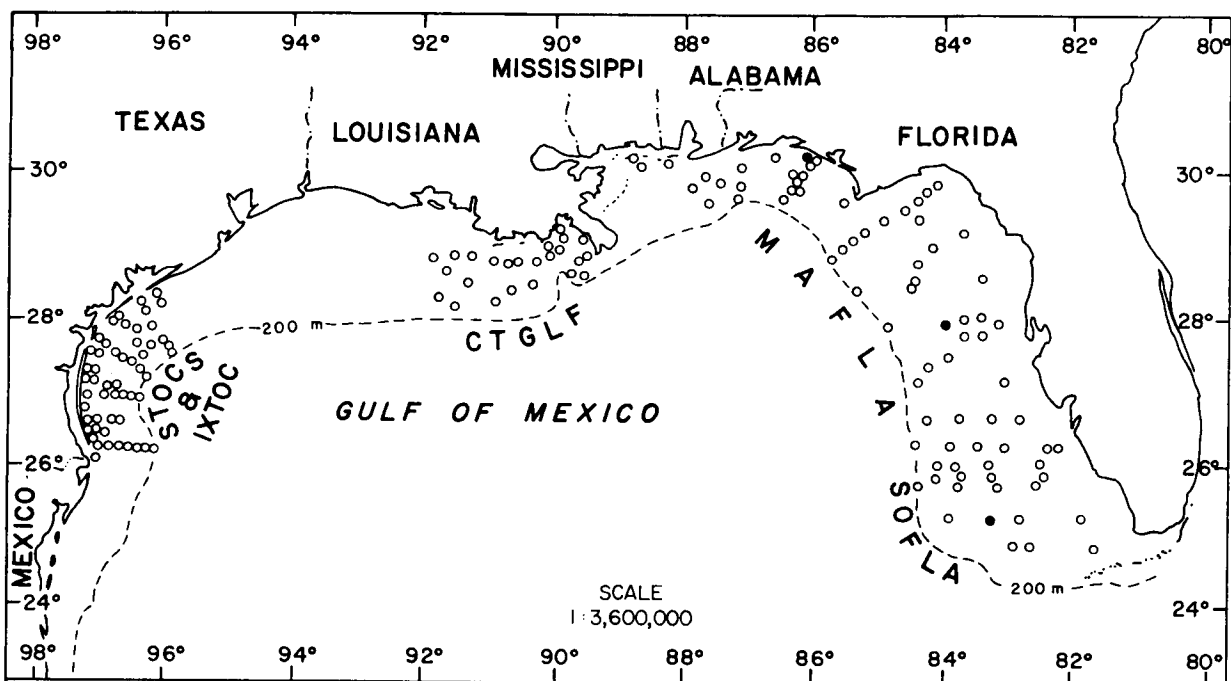 98° 96° 94° 92° 90° 88° 86° 84° 82° 80°
MISSISSIPPI ALABAMA
TEXAS LOUISIANA FLORIDA
30° 30°
MAFLA
28° 200 m CTGLF 28°
STOCS & IXTOC
GULF OF MEXICO
26° 26°
SOFLA
MEXICO
SCALE 200 m
1:3,600,000
24° 24°
98° 96° 94° 92° 90° 88° 86° 84° 82° 80°